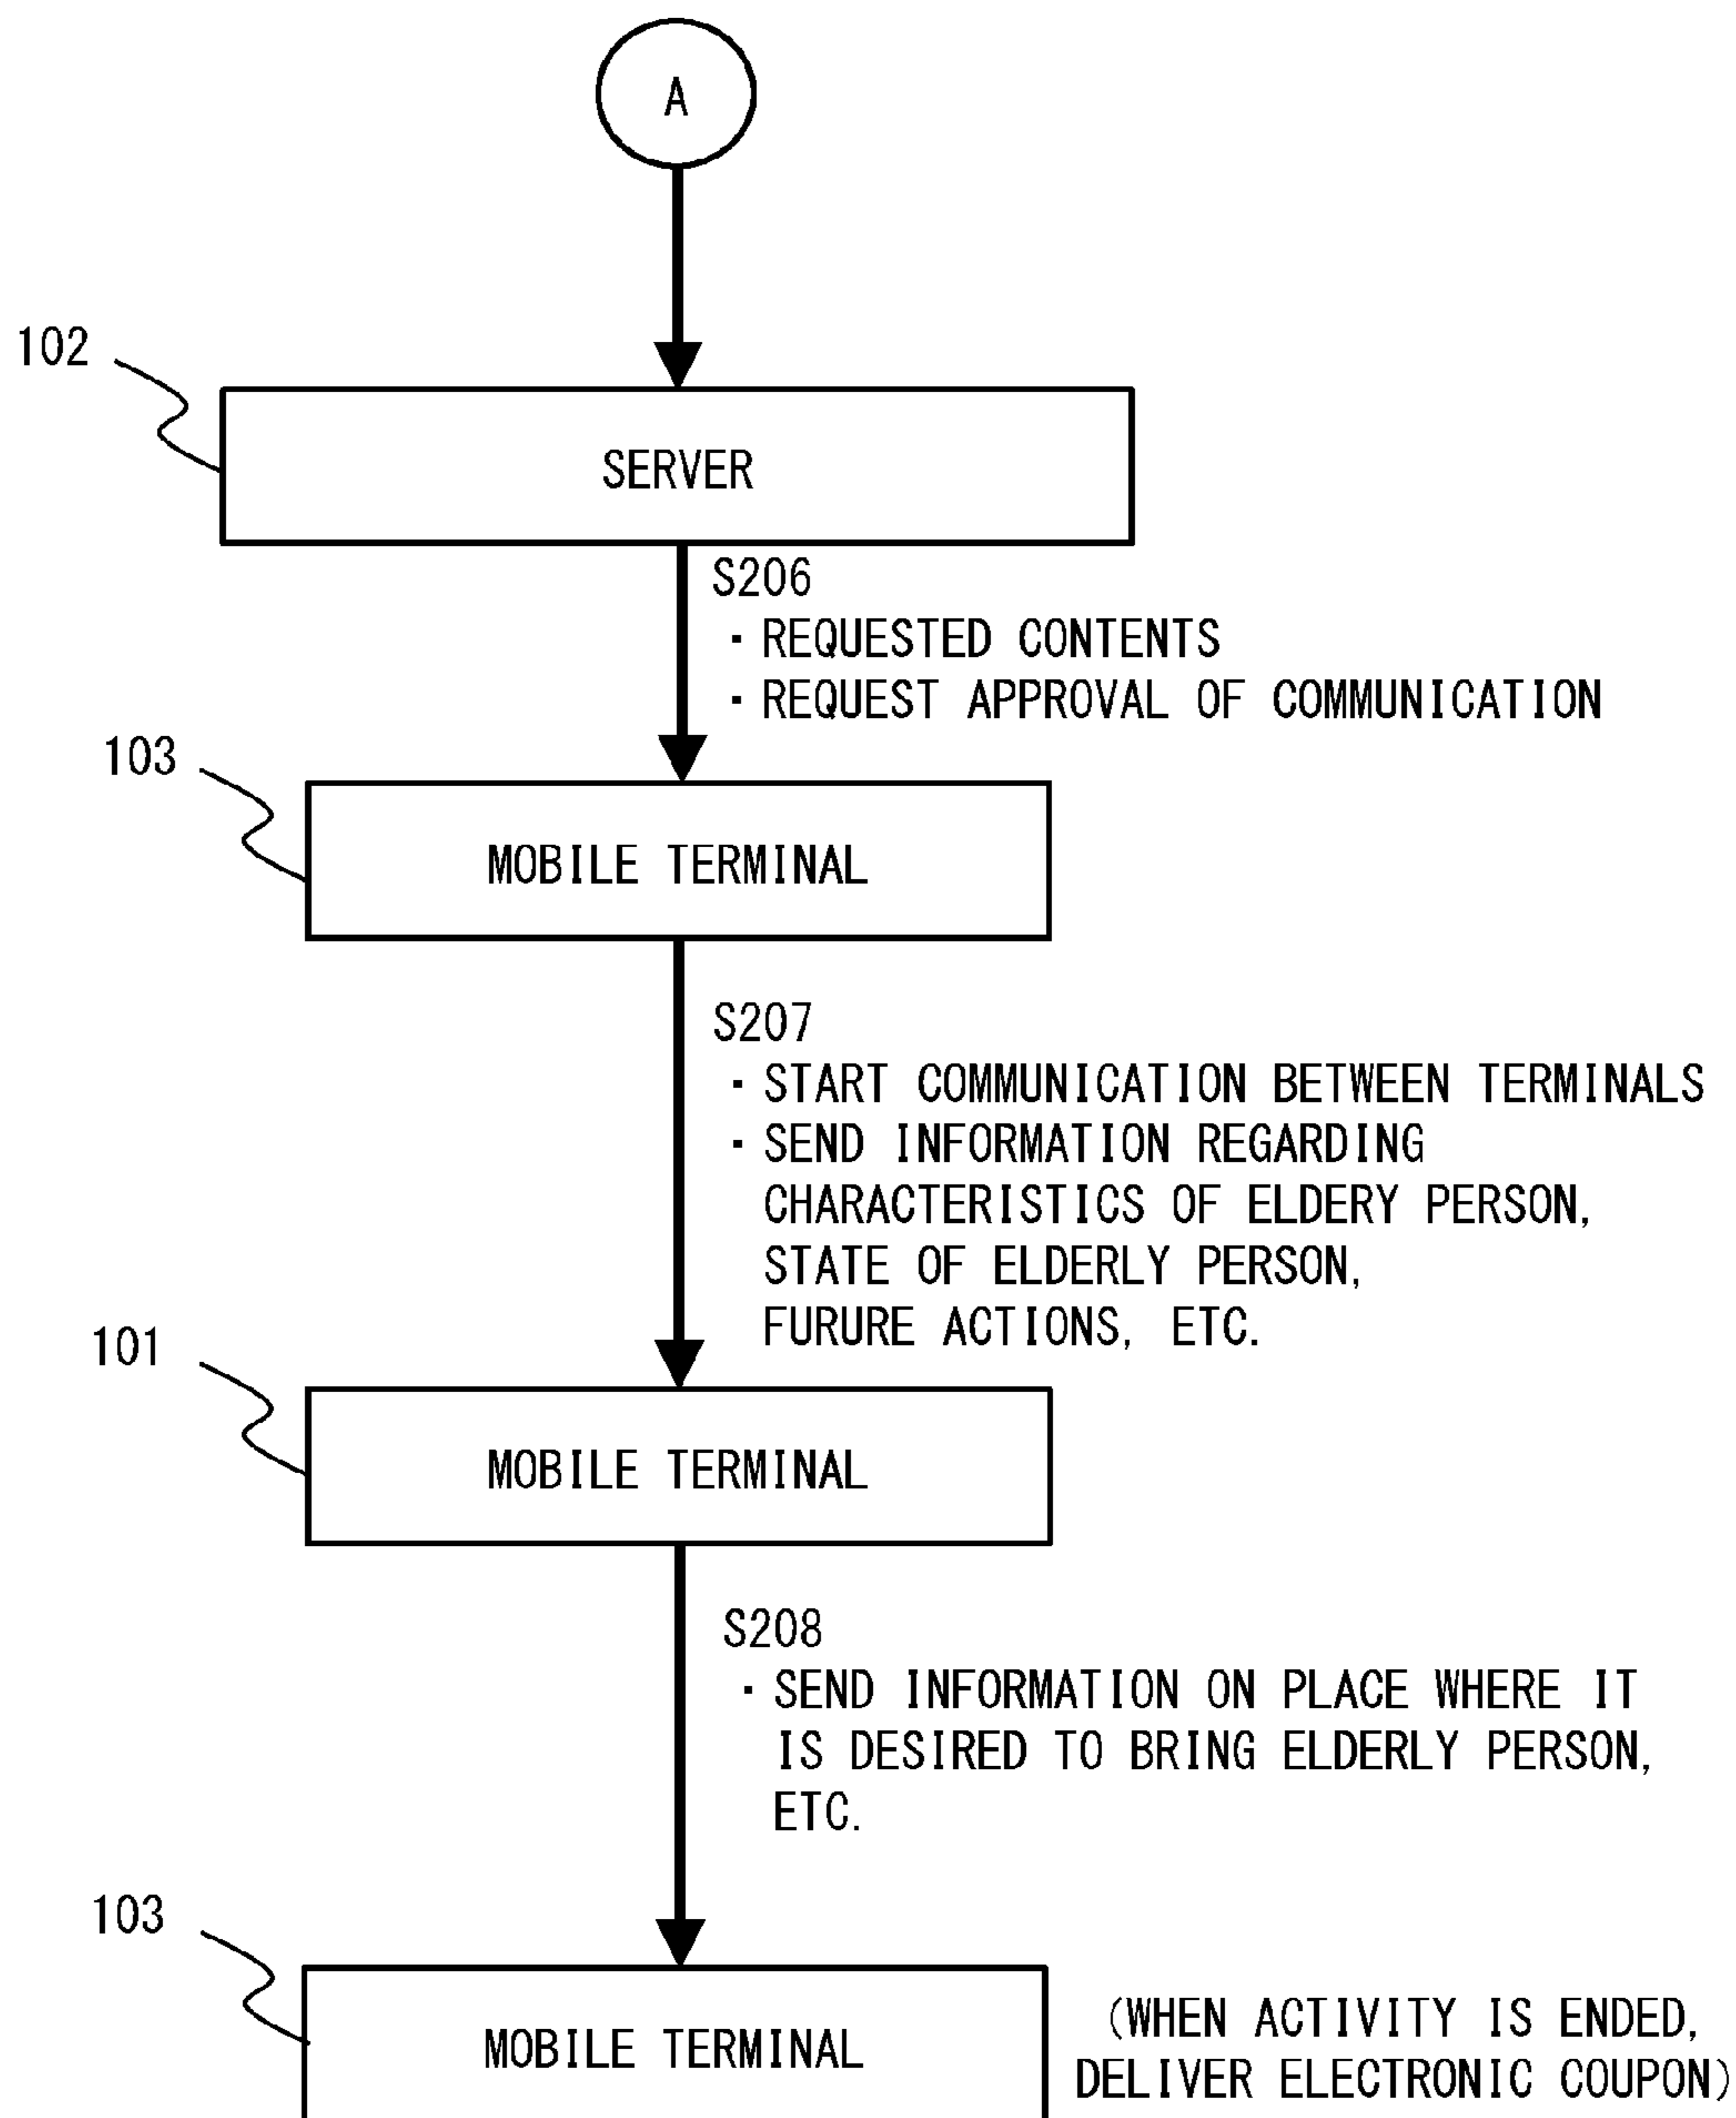 A
102
SERVER
S206
・REQUESTED CONTENTS
・REQUEST APPROVAL OF COMMUNICATION
103
MOBILE TERMINAL
S207
・START COMMUNICATION BETWEEN TERMINALS
・SEND INFORMATION REGARDING
CHARACTERISTICS OF ELDERY PERSON,
STATE OF ELDERLY PERSON,
FURURE ACTIONS, ETC.
101
MOBILE TERMINAL
S208
・SEND INFORMATION ON PLACE WHERE IT
IS DESIRED TO BRING ELDERLY PERSON,
ETC.
103
MOBILE TERMINAL
(WHEN ACTIVITY IS ENDED,
DELIVER ELECTRONIC COUPON)